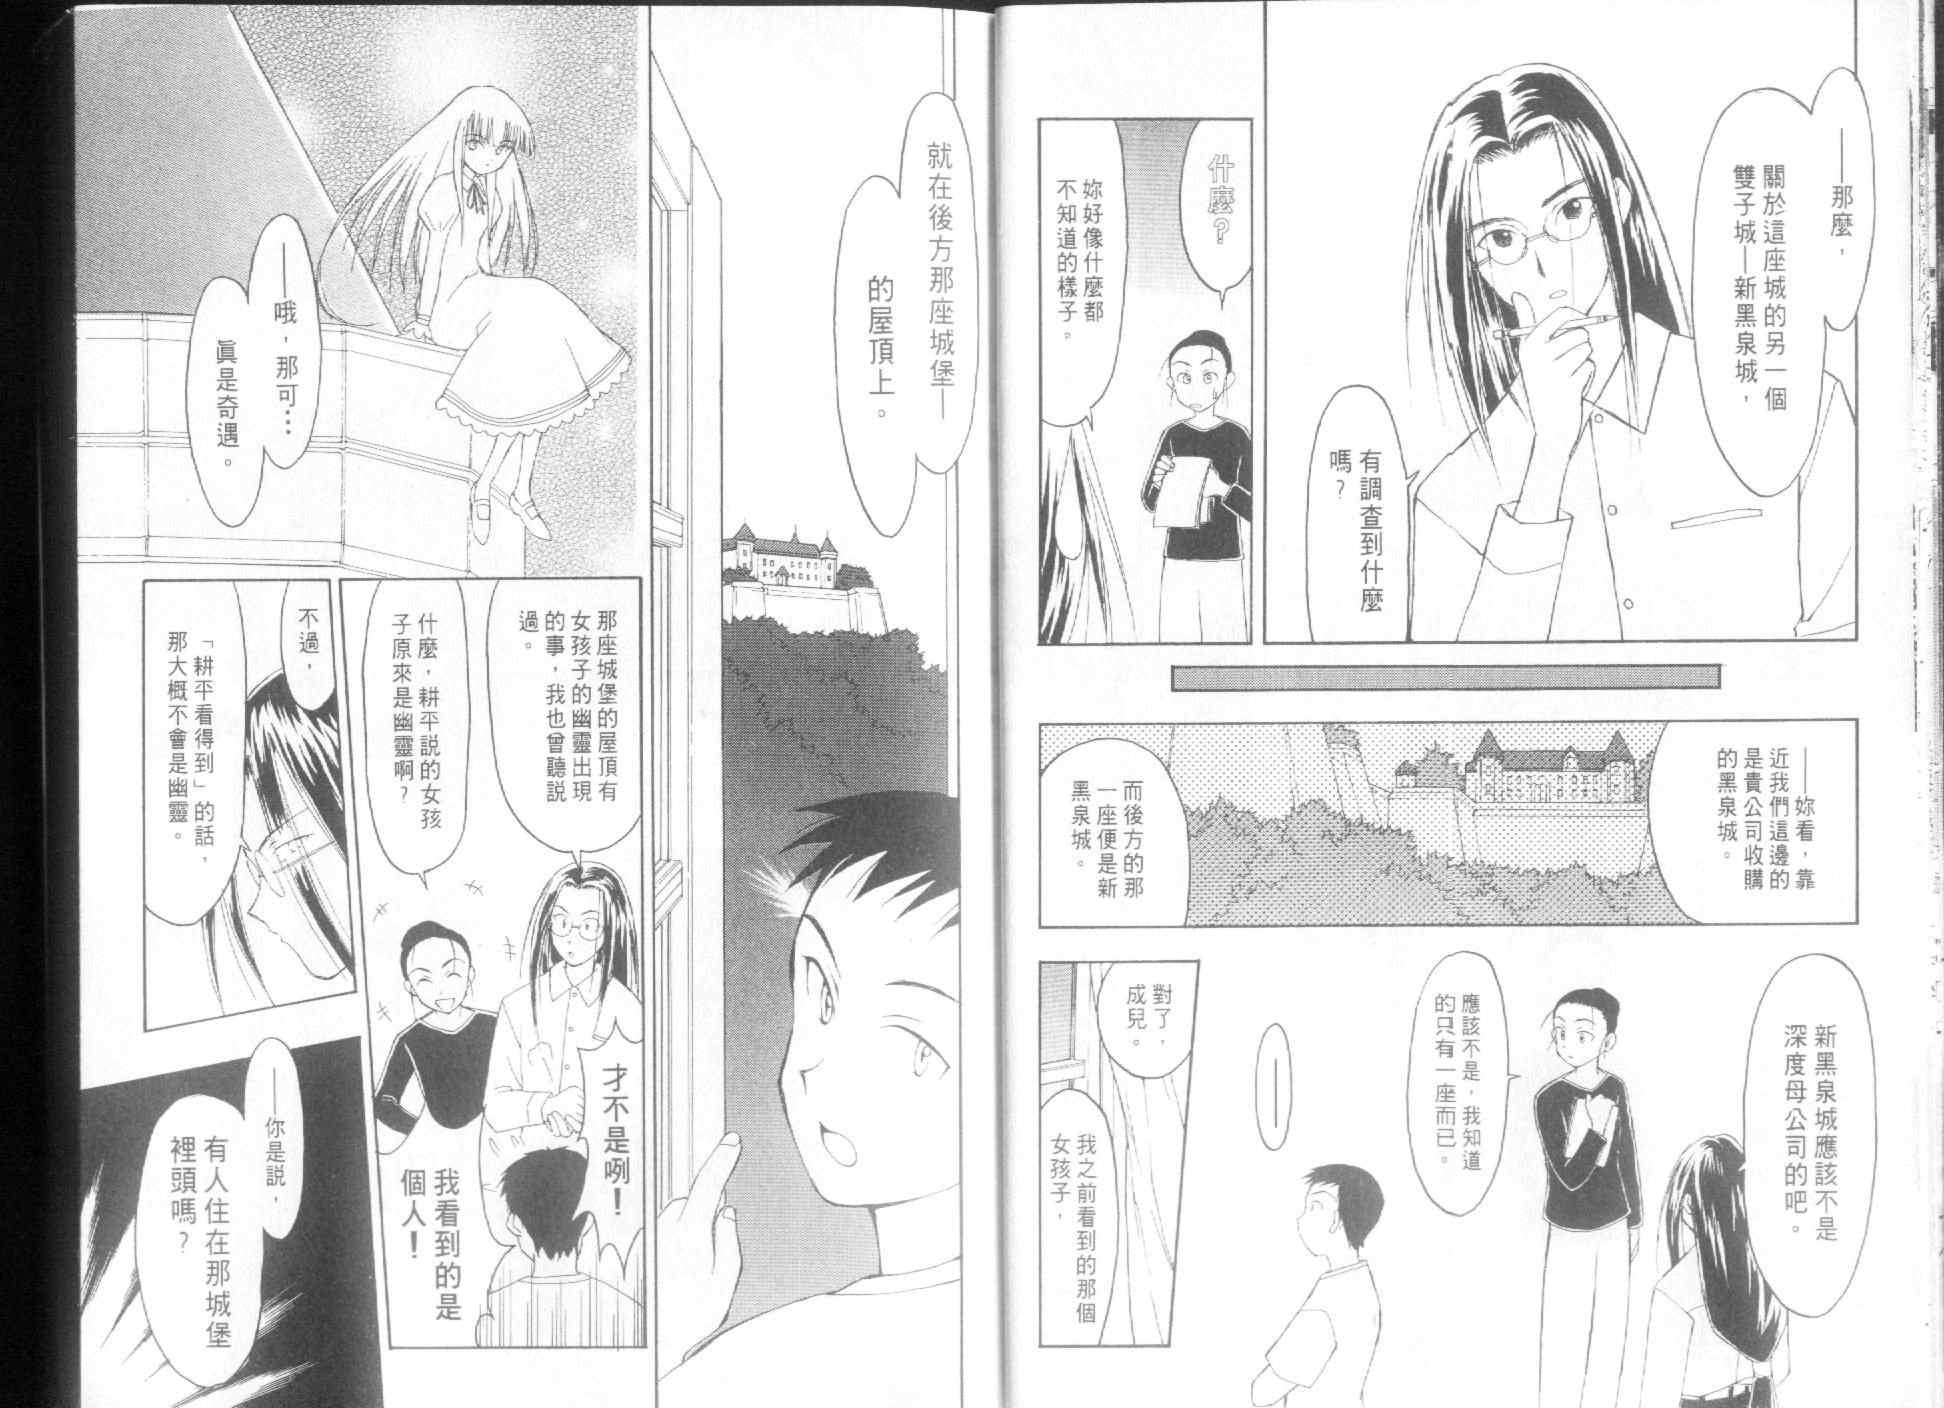 ——那麼，
關於這座城的另一個
雙子城—新黑泉城，
有調查到什麼
嗎？
什麼？
妳好像什麼都
不知道的樣子。
——妳看，靠
近我們這邊的
是貴公司收購
的黑泉城。
而後方的那
一座便是新
黑泉城。
新黑泉城應該不是
深度母公司的吧。
應該不是，我知道
的只有一座而已。
——
對了，
成兒。
我之前看到的那個
女孩子，
就在後方那座城堡—
的屋頂上。
——哦，那可…
眞是奇遇。
那座城堡的屋頂有
女孩子的幽靈出現
的事，我也曾聽説
過。
什麼，耕平説的女孩
子原來是幽靈啊？
才不是咧！
我看到的是
個人！
不過，
「耕平看得到」的話，
那大概不會是幽靈。
——你是説，
有人住在那城堡
裡頭嗎？